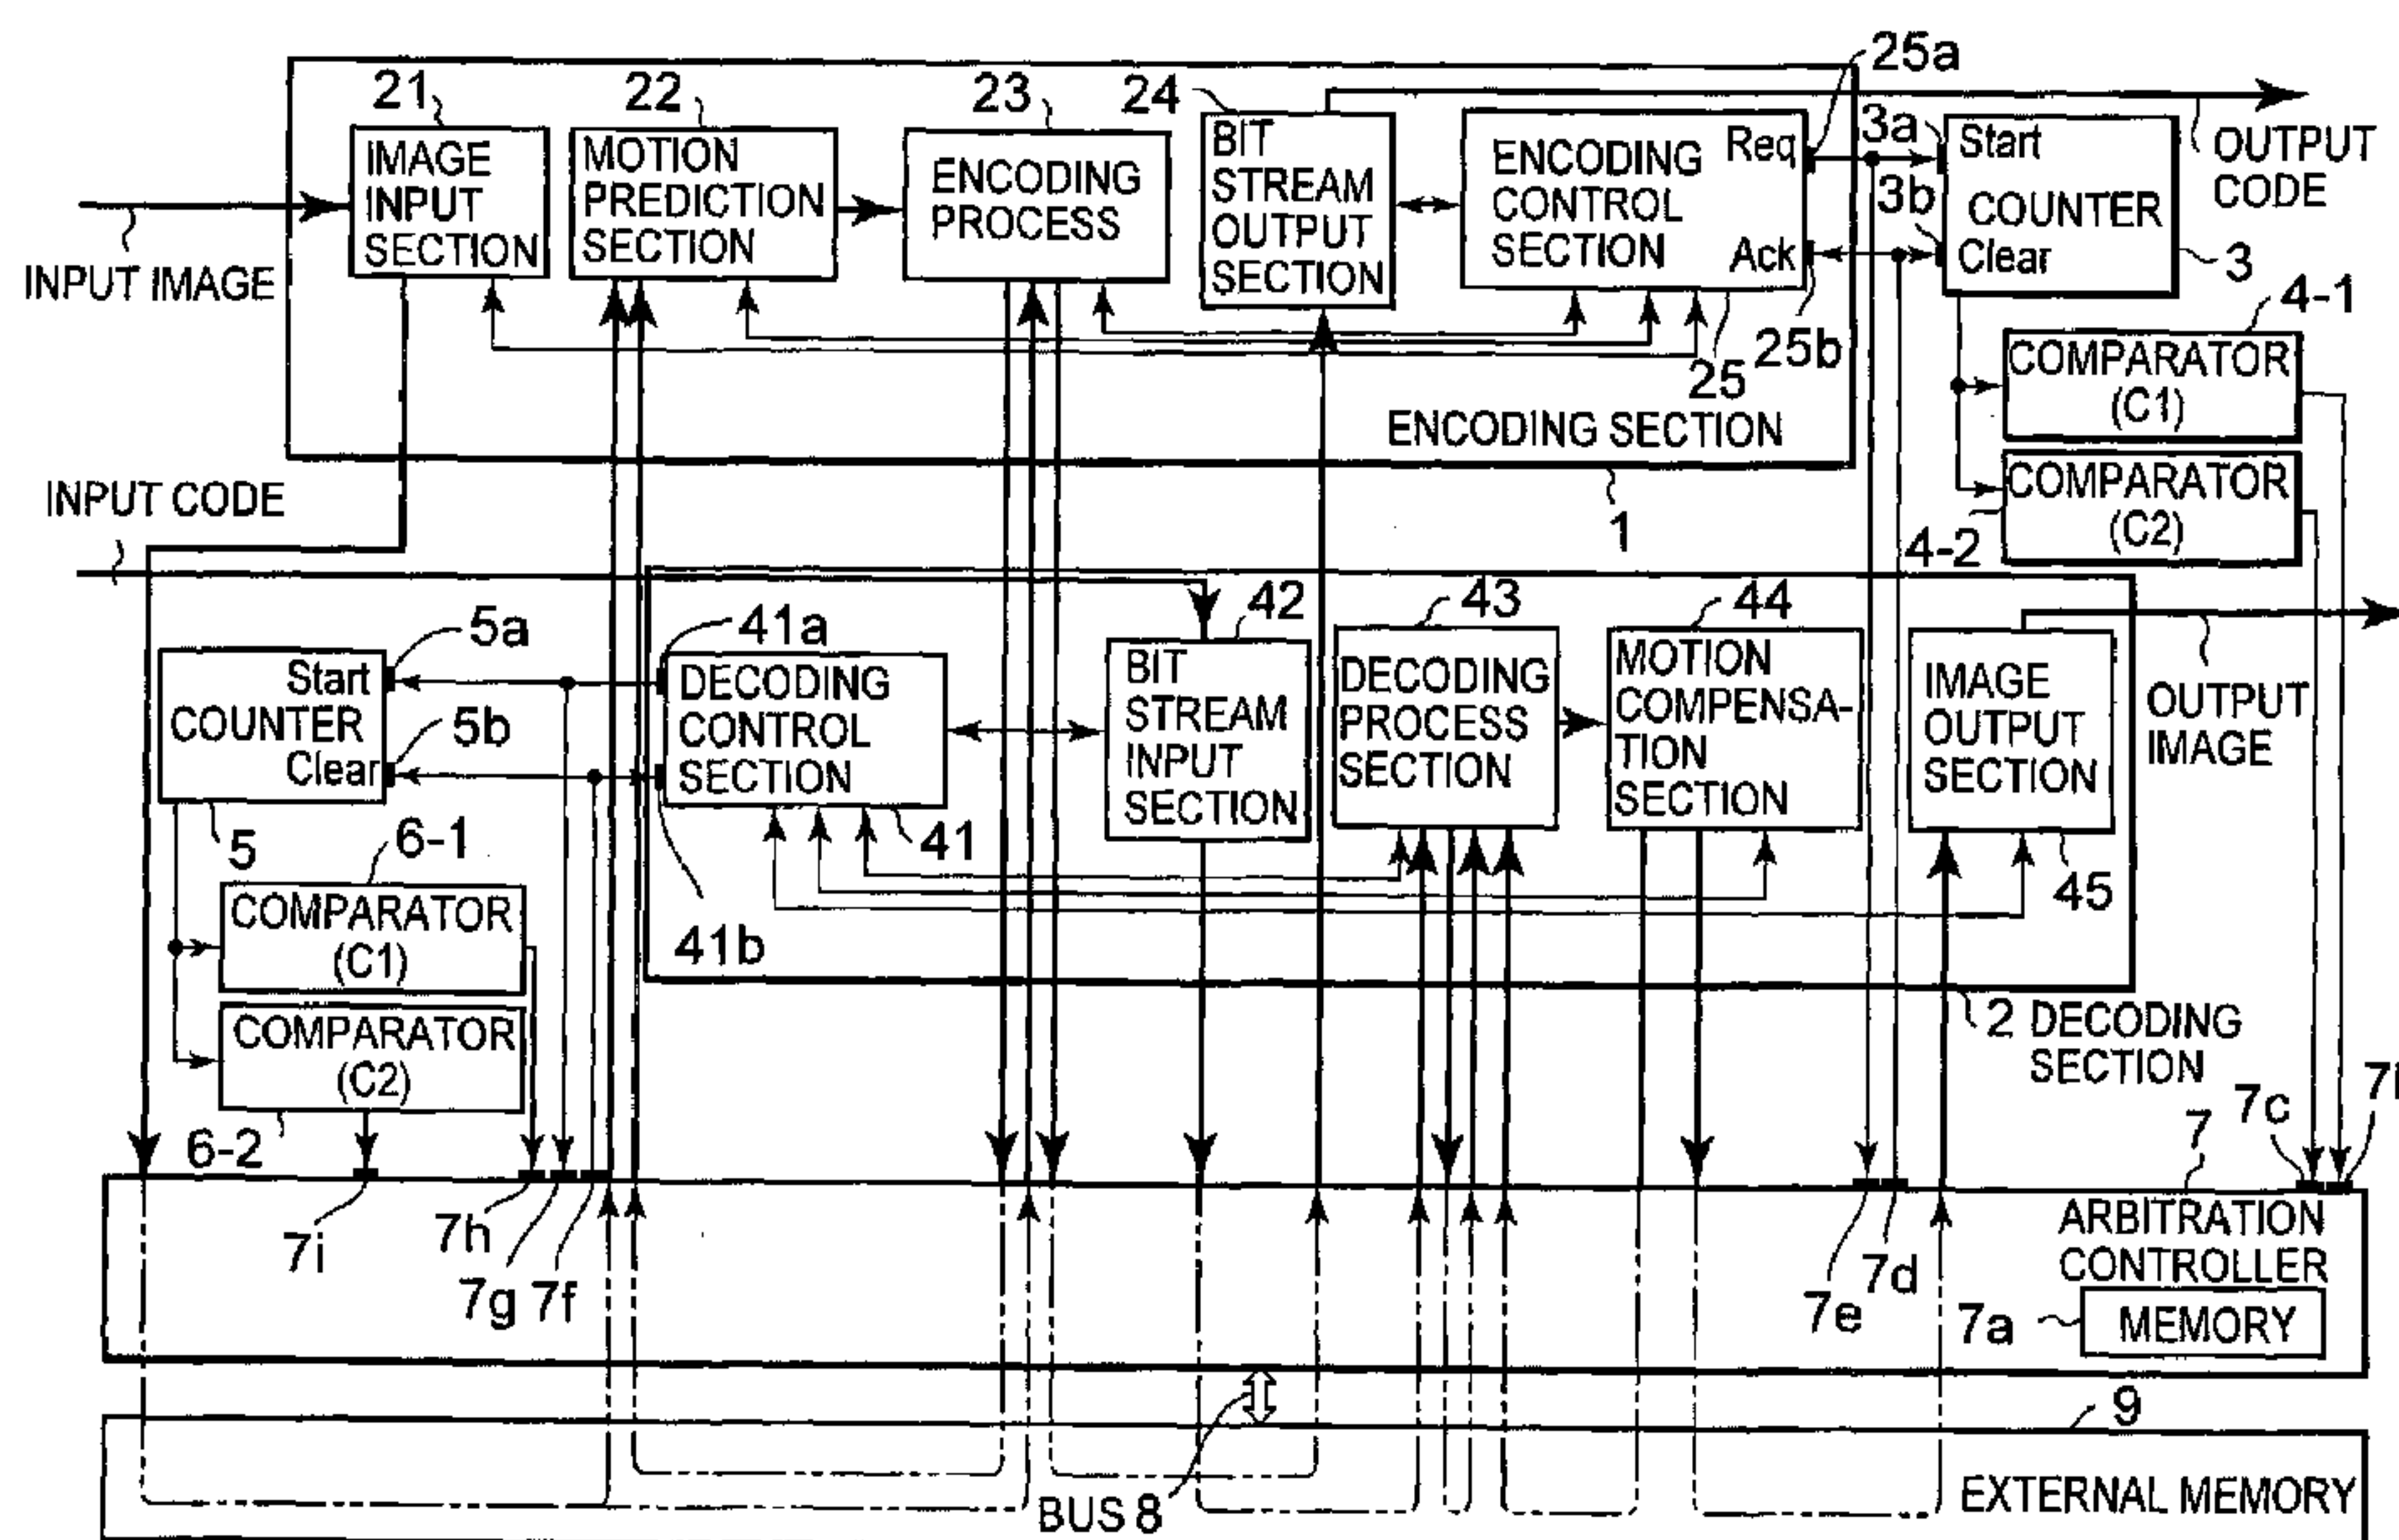 21
22
23
24
25a
IMAGE
INPUT
SECTION
MOTION
PREDICTION
SECTION
ENCODING
PROCESS
BIT
STREAM
OUTPUT
SECTION
ENCODING
CONTROL
SECTION
Req
Ack
3a
3b
Start
COUNTER
Clear
OUTPUT
CODE
3
INPUT IMAGE
25b
25
4-1
COMPARATOR
(C1)
ENCODING SECTION
1
COMPARATOR
(C2)
4-2
INPUT CODE
5a
5b
Start
COUNTER
Clear
5
41a
DECODING
CONTROL
SECTION
41
41b
42
BIT
STREAM
INPUT
SECTION
43
DECODING
PROCESS
SECTION
44
MOTION
COMPENSA-
TION
SECTION
IMAGE
OUTPUT
SECTION
45
OUTPUT
IMAGE
6-1
COMPARATOR
(C1)
COMPARATOR
(C2)
6-2
2 DECODING
SECTION
7i
7h
7g
7f
7e
7d
7
7c
ARBITRATION
CONTROLLER
7a
MEMORY
BUS 8
9
EXTERNAL MEMORY